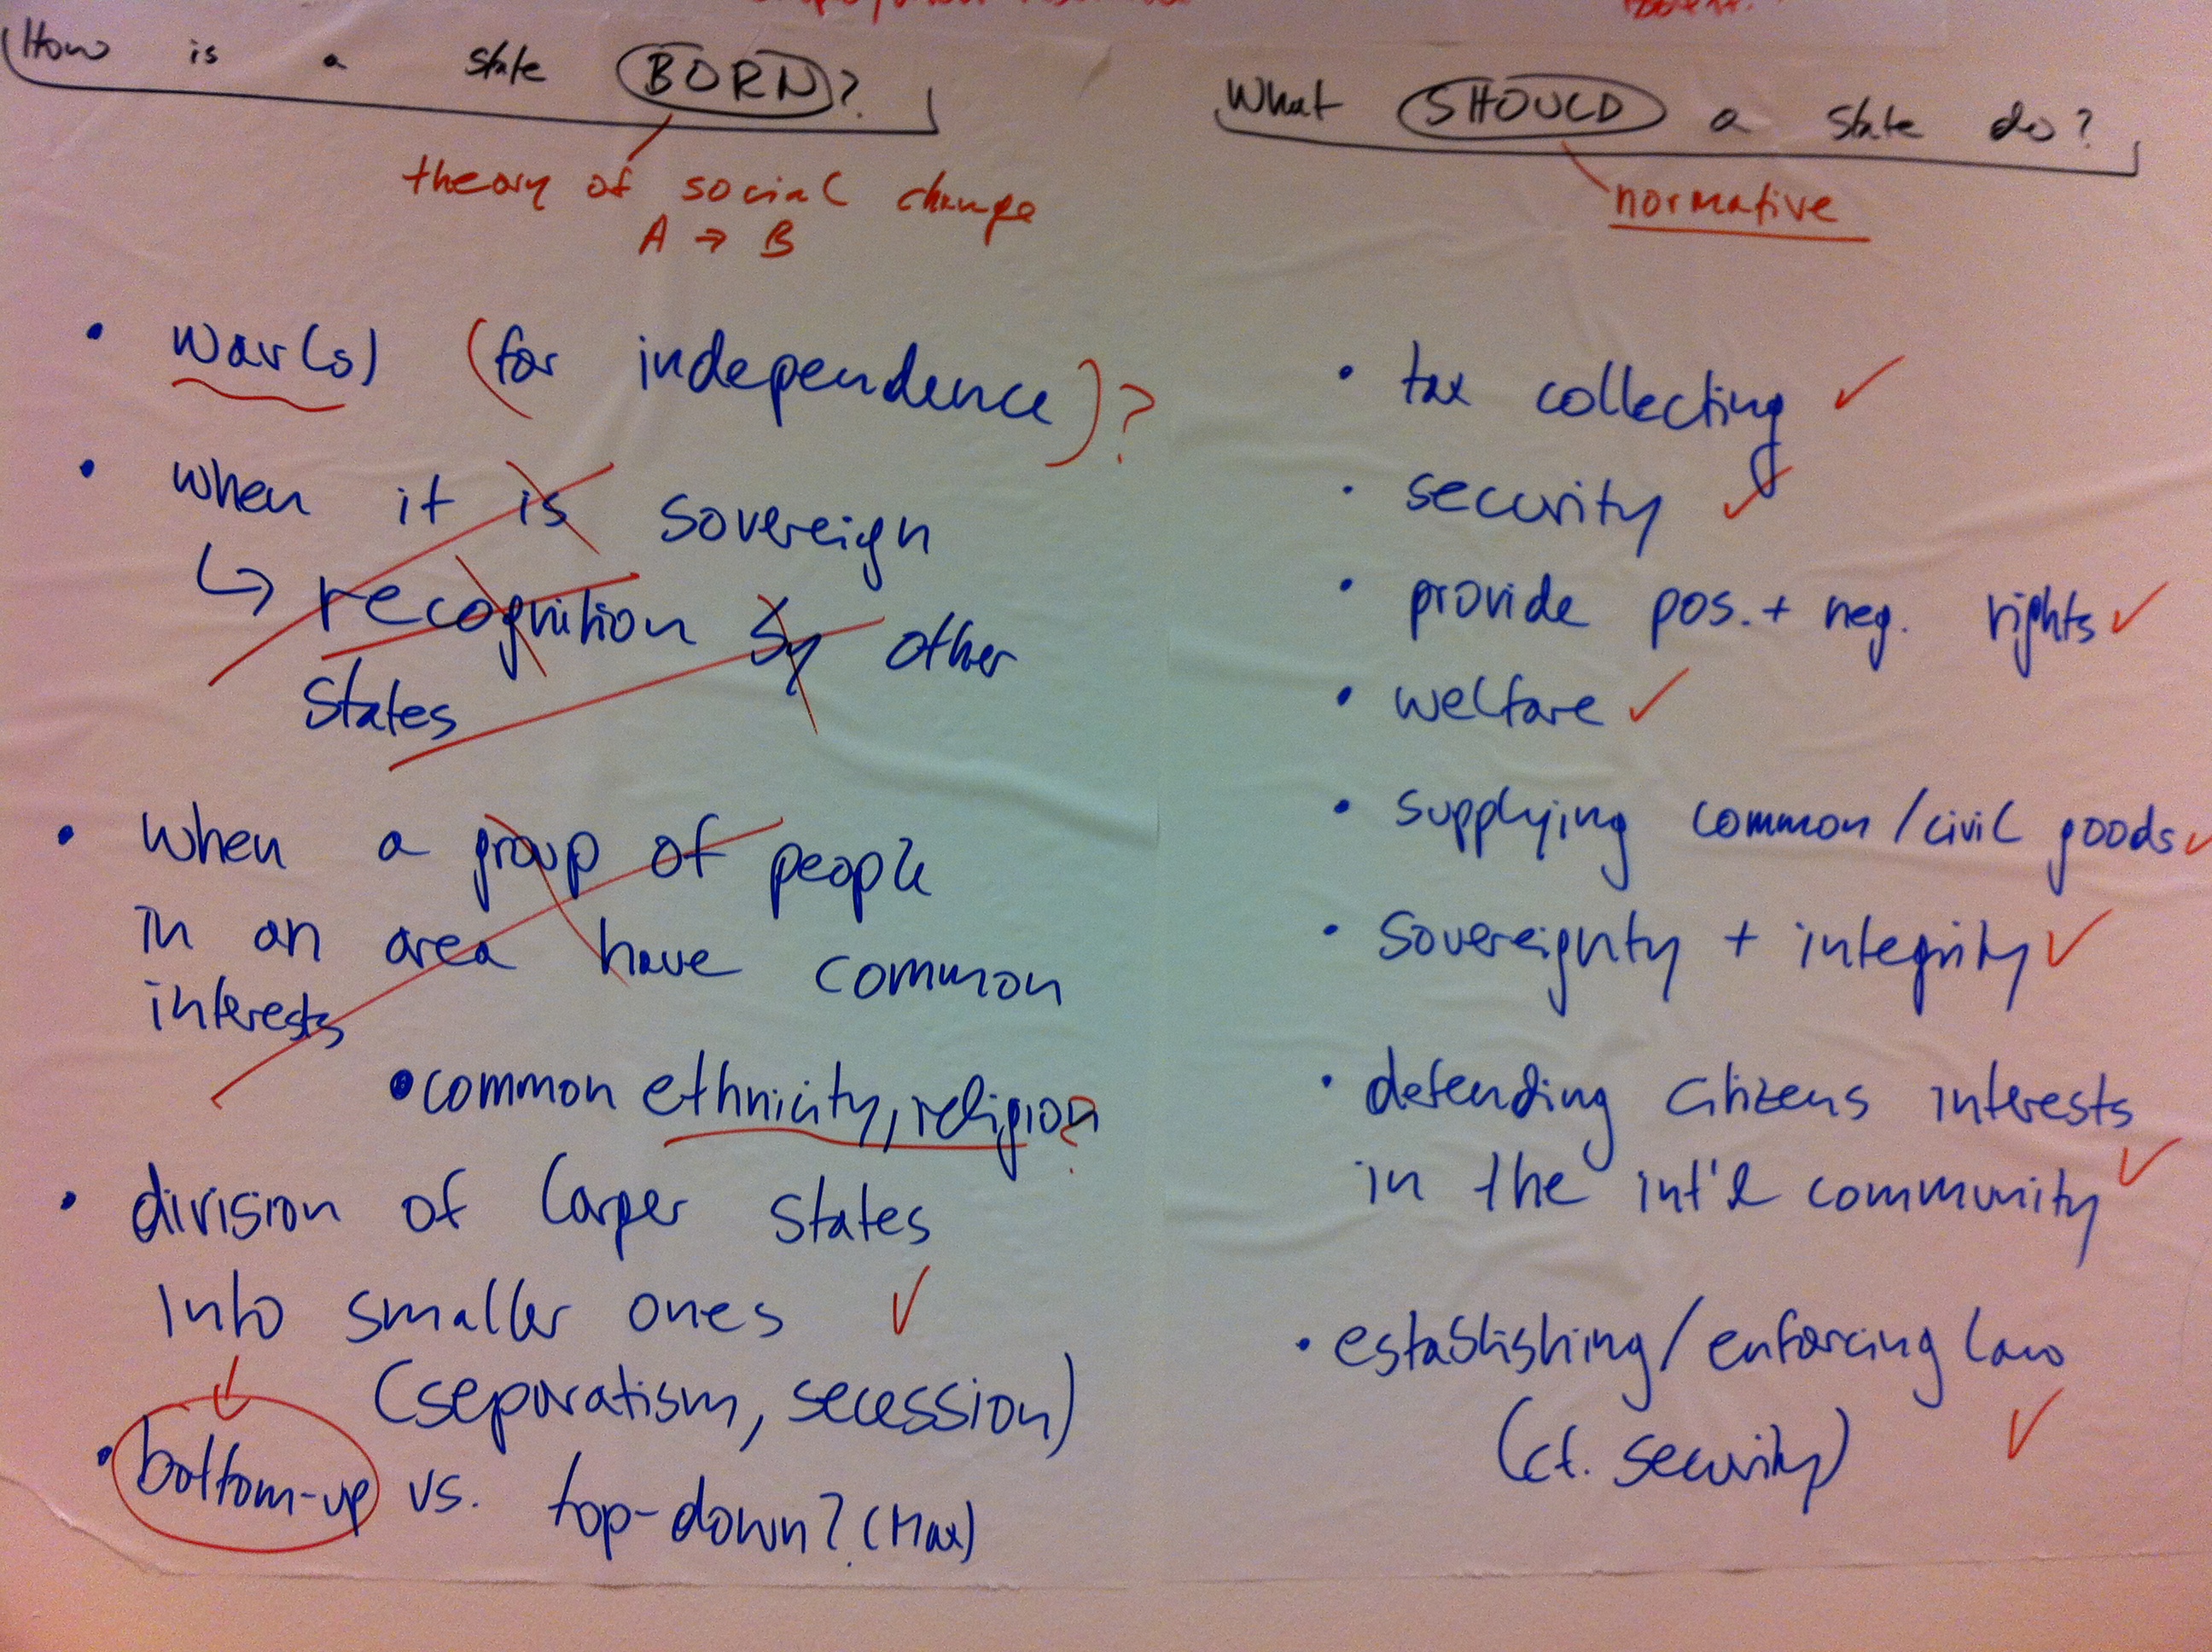 How is a state BORN?
theory of social change
A → B
• war(s) (for independence)?
• when it is sovereign
↳ recognition by other
states
• when a group of people
in an area have common
interests
• common ethnicity, religion?
• division of larger states
into smaller ones ✓
(separatism, secession)
• bottom-up vs. top-down? (Max)
What SHOULD a state do?
normative
• tax collecting ✓
• security ✓
• provide pos. + neg. rights ✓
• welfare ✓
• supplying common/civil goods ✓
• sovereignty + integrity ✓
• defending citizens interests
in the int'l community ✓
• establishing/enforcing law
(cf. security) ✓